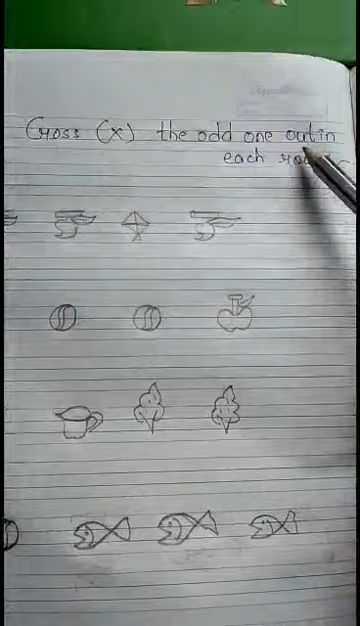 Cross (x) the odd one out in
each